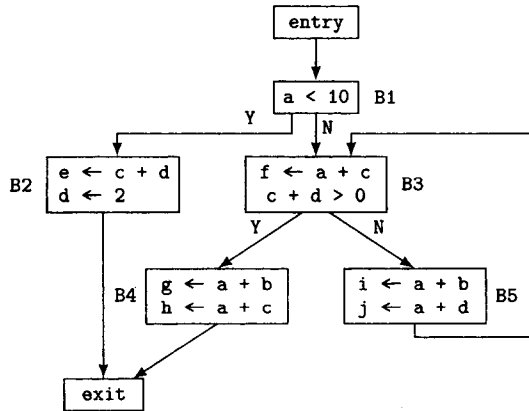 entry
a < 10 B1
Y N
B2 e ← c + d
d ← 2
f ← a + c B3
c + d > 0
Y N
B4 g ← a + b
h ← a + c
i ← a + b B5
j ← a + d
exit